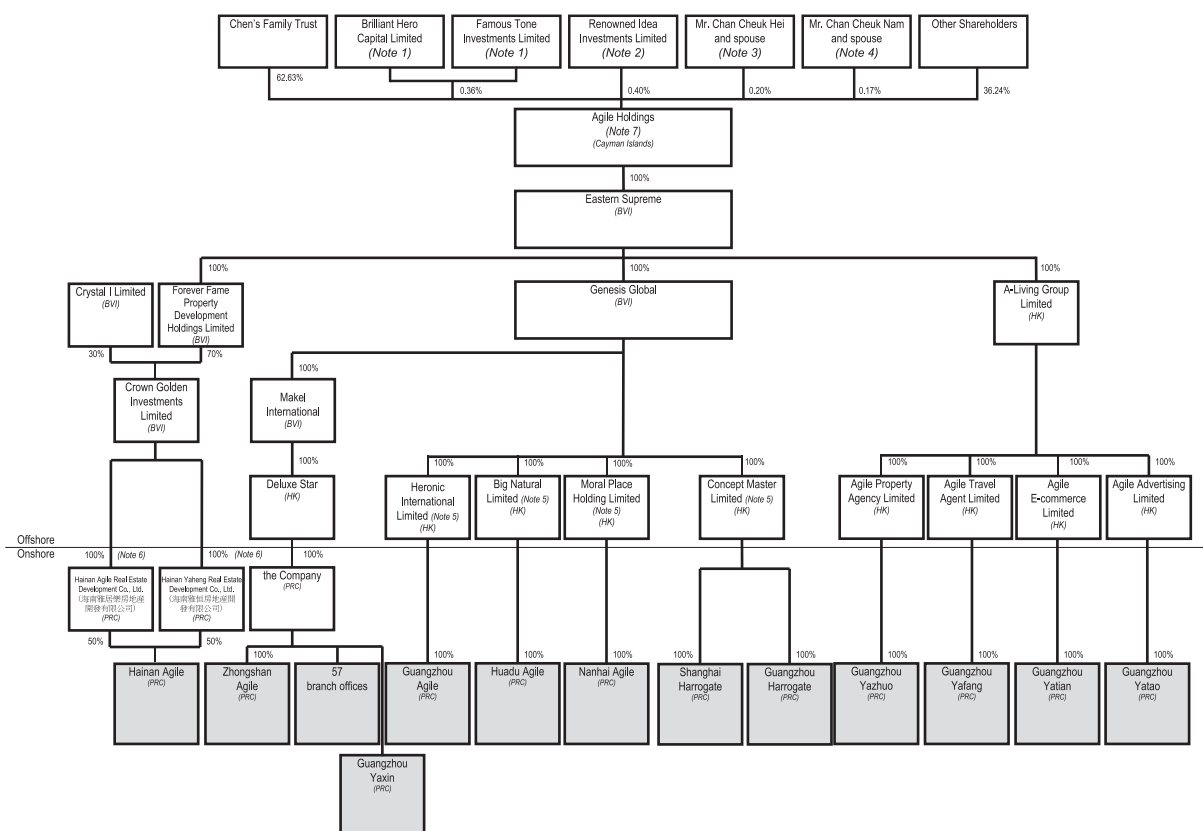 Chen's Family Trust
Brilliant Hero
Capital Limited
(Note 1)
Famous Tone
Investments Limited
(Note 1)
Renowned Idea
Investments Limited
(Note 2)
Mr. Chan Cheuk Hei
and spouse
(Note 3)
Mr. Chan Cheuk Nam
and spouse
(Note 4)
Other Shareholders
62.63%
0.36%
0.40%
0.20%
0.17%
36.24%
Agile Holdings
(Note 7)
(Cayman Islands)
100%
Eastern Supreme
(BVI)
100%
100%
100%
Crystal I Limited
(BVI)
Forever Fame
Property
Development
Holdings Limited
(BVI)
Genesis Global
(BVI)
A-Living Group
Limited
(HK)
30%
70%
100%
Crown Golden
Investments
Limited
(BVI)
Makel
International
(BVI)
100%
100%
100%
100%
100%
100%
100%
100%
100%
Deluxe Star
(HK)
Heronic
International
Limited (Note 5)
(HK)
Big Natural
Limited (Note 5)
(HK)
Moral Place
Holding Limited
(Note 5)
(HK)
Concept Master
Limited (Note 5)
(HK)
Agile Property
Agency Limited
(HK)
Agile Travel
Agent Limited
(HK)
Agile
E-commerce
Limited
(HK)
Agile Advertising
Limited
(HK)
Offshore
Onshore
100% (Note 6)
100% (Note 6)
100%
Hainan Agile Real Estate
Development Co., Ltd.
(海南雅居樂房地產
開發有限公司)
(PRC)
Hainan Yaheng Real Estate
Development Co., Ltd.
(海南雅恒房地產開
發有限公司)
(PRC)
the Company
(PRC)
50%
50%
100%
100%
100%
100%
100%
100%
100%
100%
100%
100%
Hainan Agile
(PRC)
Zhongshan
Agile
(PRC)
57
branch offices
Guangzhou
Agile
(PRC)
Huadu Agile
(PRC)
Nanhai Agile
(PRC)
Shanghai
Harrogate
(PRC)
Guangzhou
Harrogate
(PRC)
Guangzhou
Yazhuo
(PRC)
Guangzhou
Yafang
(PRC)
Guangzhou
Yatian
(PRC)
Guangzhou
Yatao
(PRC)
Guangzhou
Yaxin
(PRC)